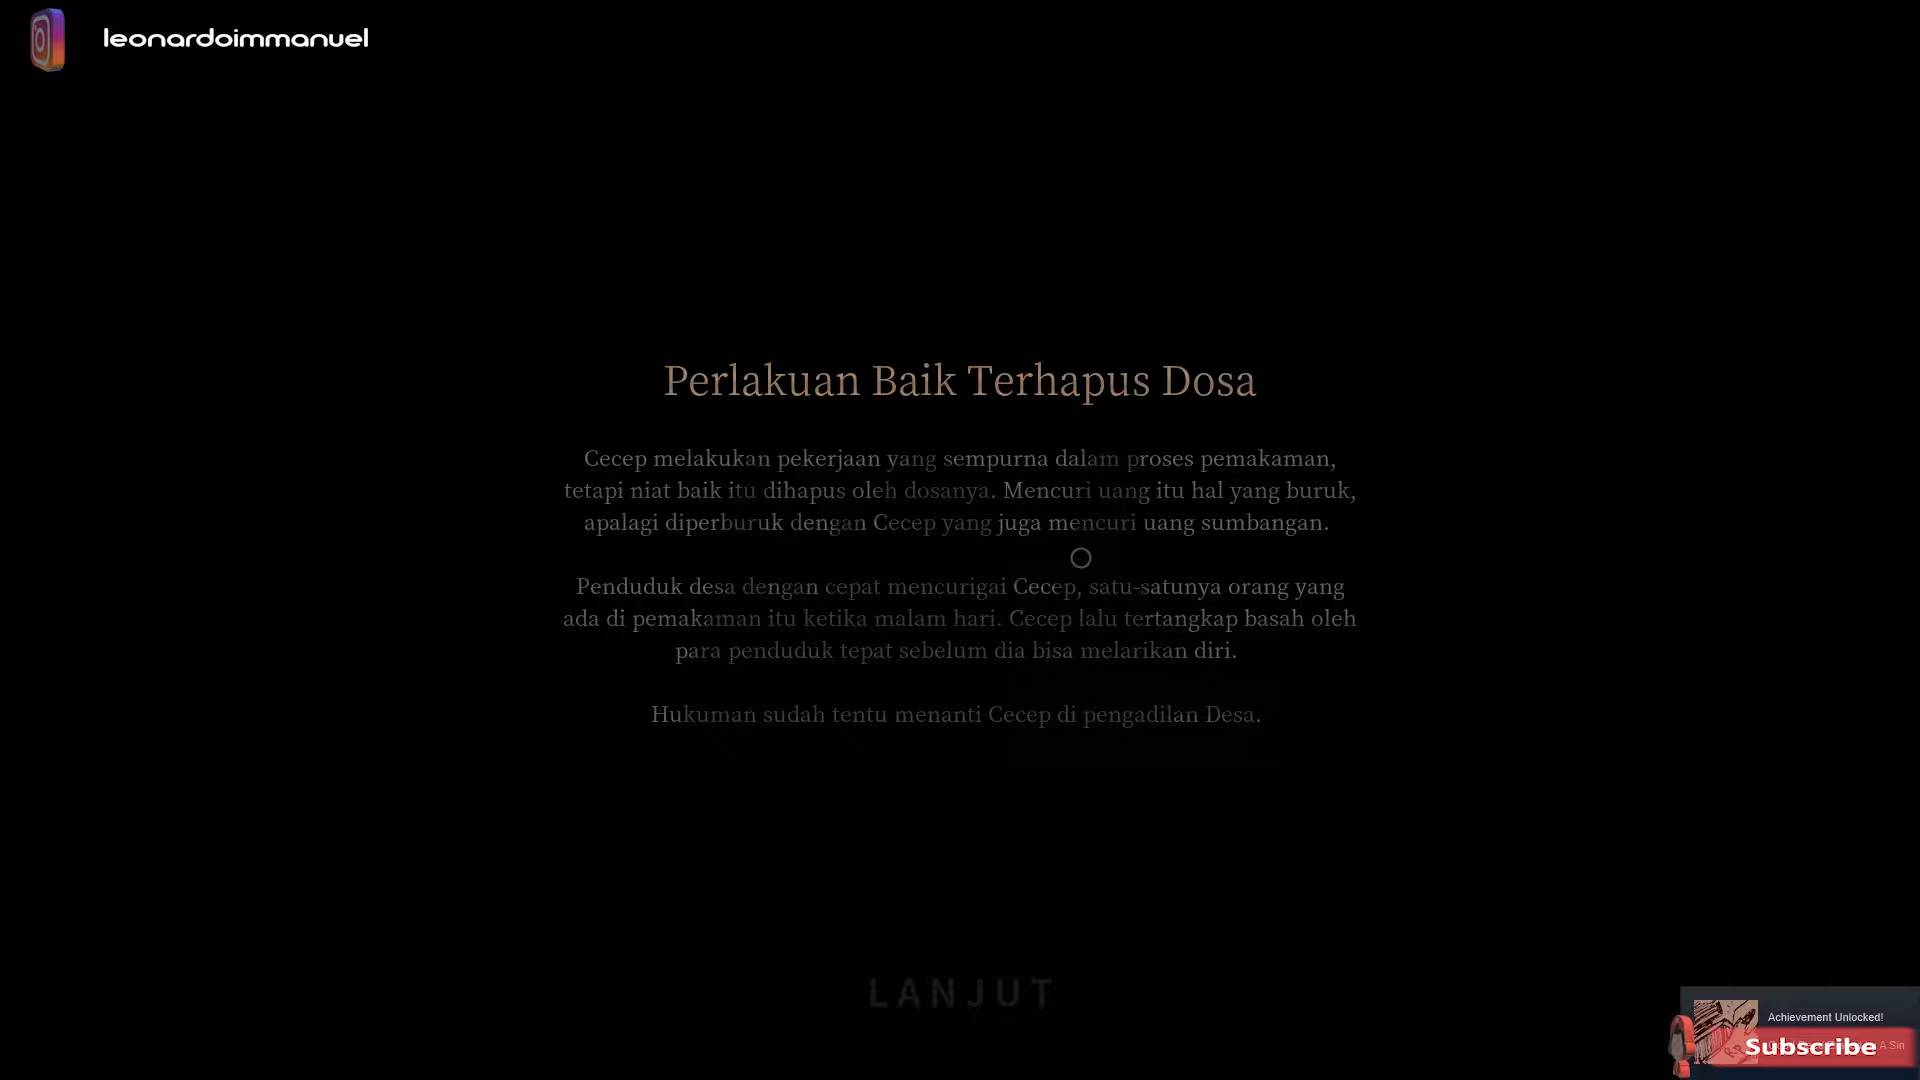 leonardoimmanuel
Perlakuan Baik Terhapus Dosa
Cecep melakukan pekerjaan yang sempurna dalam proses pemakaman,
tetapi niat baik itu dihapus oleh dosanya. Mencuri uang itu hal yang buruk,
apalagi diperburuk dengan Cecep yang juga mencuri uang sumbangan.
Penduduk desa dengan cepat mencurigai Cecep, satu-satunya orang yang
ada di pemakaman itu ketika malam hari. Cecep lalu tertangkap basah oleh
para penduduk tepat sebelum dia bisa melarikan diri.
Hukuman sudah tentu menanti Cecep di pengadilan Desa.
LANJUT
Achievement Unlocked!
Subscribe
A Sin